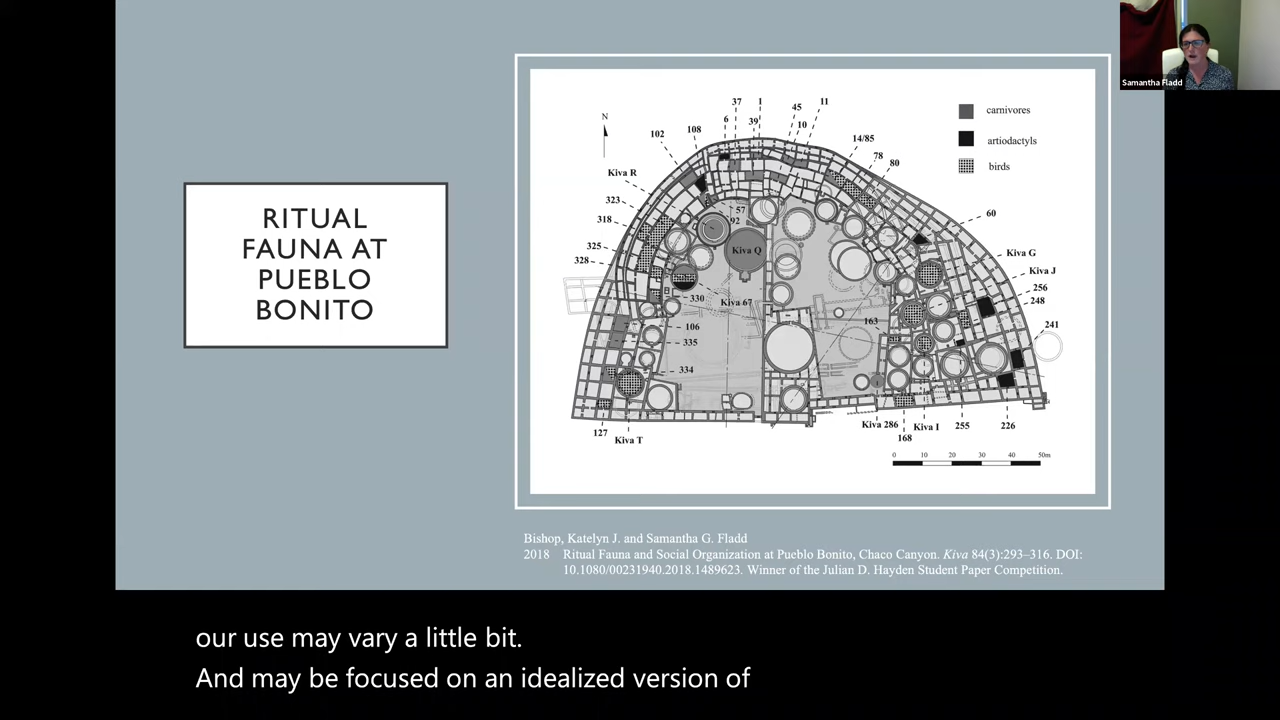 Samantha Fladd
RITUAL
FAUNA AT
PUEBLO
BONITO
N
102
108
6
37
1
39
45
10
11
14/85
78
80
60
carnivores
artiodactyls
birds
Kiva R
323
318
325
328
57
92
Kiva Q
Kiva 67
330
106
335
334
163
Kiva G
Kiva J
256
248
241
127
Kiva T
Kiva 286
168
Kiva I
255
226
0 10 20 30 40 50m
Bishop, Katelyn J. and Samantha G. Fladd
2018 Ritual Fauna and Social Organization at Pueblo Bonito, Chaco Canyon. Kiva 84(3):293–316. DOI:
10.1080/00231940.2018.1489623. Winner of the Julian D. Hayden Student Paper Competition.
our use may vary a little bit.
And may be focused on an idealized version of